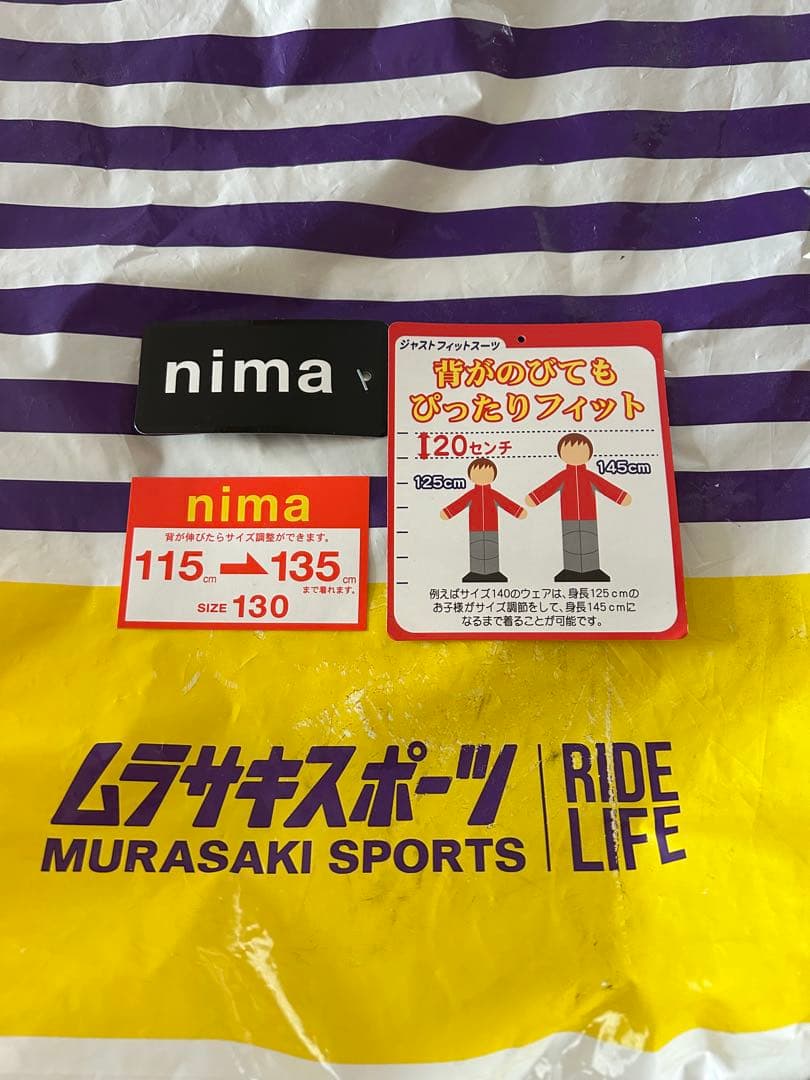 nima
ジャストフィットスーツ
背がのびても
ぴったりフィット
20センチ
125cm
145cm
例えばサイズ140のウェアは、身長125cmの
お子様がサイズ調節をして、身長145cmに
なるまで着ることが可能です。
nima
背が伸びたらサイズ調整ができます。
115cm→135cm
まで着れます。
SIZE 130
ムラサキスポーツ
MURASAKI SPORTS
RIDE
LIFE